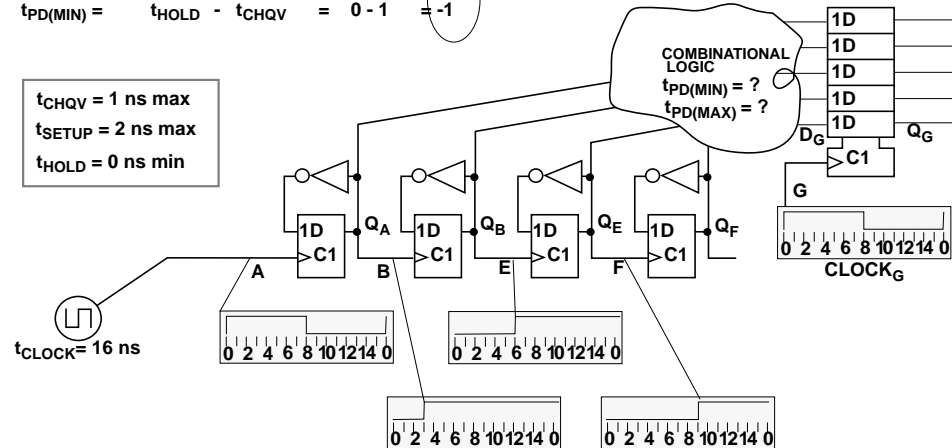 tPD(MIN) = tHOLD - tCHQV = 0 - 1 = -1
tCHQV = 1 ns max
tSETUP = 2 ns max
tHOLD = 0 ns min
COMBINATIONAL
LOGIC
tPD(MIN) = ?
tPD(MAX) = ?
1D
1D
1D
1D
1D
DG
QG
C1
G
0 2 4 6 8 10 12 14 0
CLOCKG
1D
QA
C1
1D
QB
C1
1D
QE
C1
1D
QF
C1
A
B
E
F
tCLOCK= 16 ns
0 2 4 6 8 10 12 14 0
0 2 4 6 8 10 12 14 0
0 2 4 6 8 10 12 14 0
0 2 4 6 8 10 12 14 0